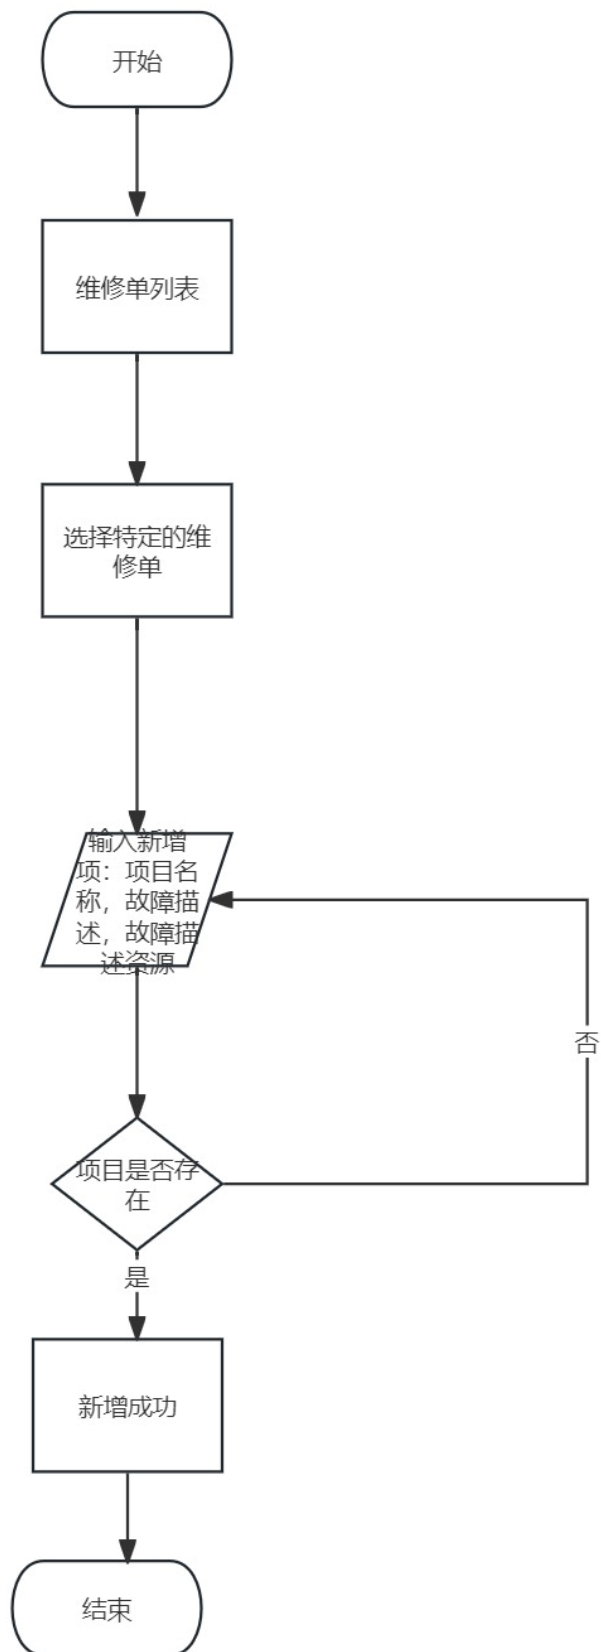 开始
维修单列表
选择特定的维
修单
输入新增
项：项目名
称，故障描
述，故障描
述资源
否
项目是否存
在
是
新增成功
结束